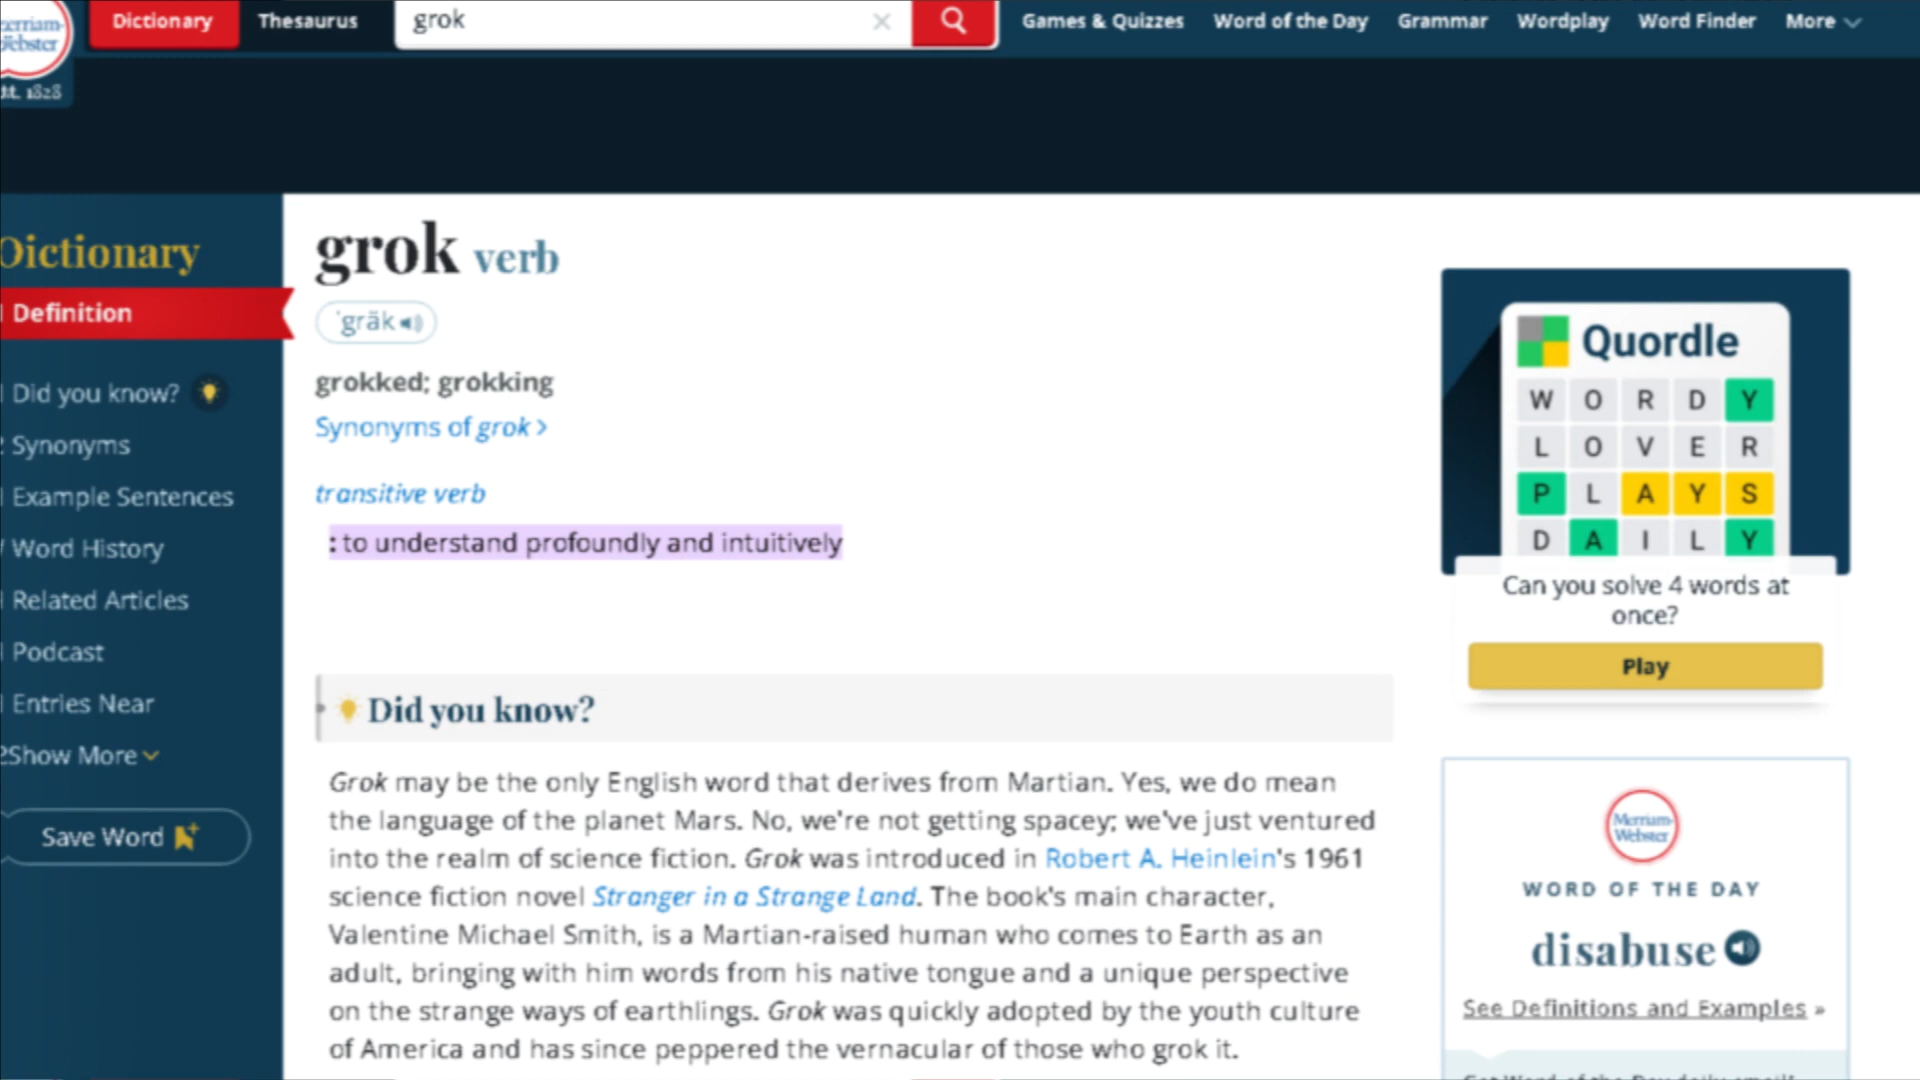 Merriam-
Webster
Est. 1828
Dictionary
Thesaurus
grok
Games & Quizzes
Word of the Day
Grammar
Wordplay
Word Finder
More
Dictionary
Definition
Did you know?
Synonyms
Example Sentences
Word History
Related Articles
Podcast
Entries Near
Show More
Save Word
grok verb
ˈgräk
grokked; grokking
Synonyms of grok
transitive verb
: to understand profoundly and intuitively
Did you know?
Grok may be the only English word that derives from Martian. Yes, we do mean
the language of the planet Mars. No, we're not getting spacey; we've just ventured
into the realm of science fiction. Grok was introduced in Robert A. Heinlein's 1961
science fiction novel Stranger in a Strange Land. The book's main character,
Valentine Michael Smith, is a Martian-raised human who comes to Earth as an
adult, bringing with him words from his native tongue and a unique perspective
on the strange ways of earthlings. Grok was quickly adopted by the youth culture
of America and has since peppered the vernacular of those who grok it.
Quordle
W O R D Y
L O V E R
P L A Y S
D A I L Y
Can you solve 4 words at
once?
Play
Merriam-
Webster
WORD OF THE DAY
disabuse
See Definitions and Examples »